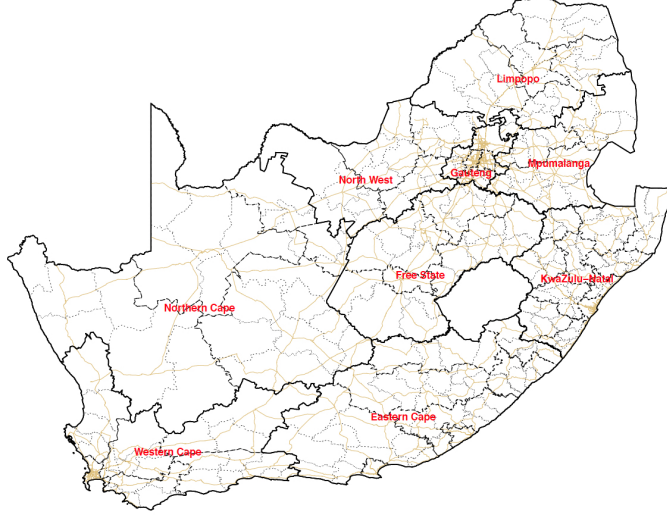 Limpopo
Mpumalanga
Gauteng
North West
Free State
KwaZulu-Natal
Northern Cape
Eastern Cape
Western Cape